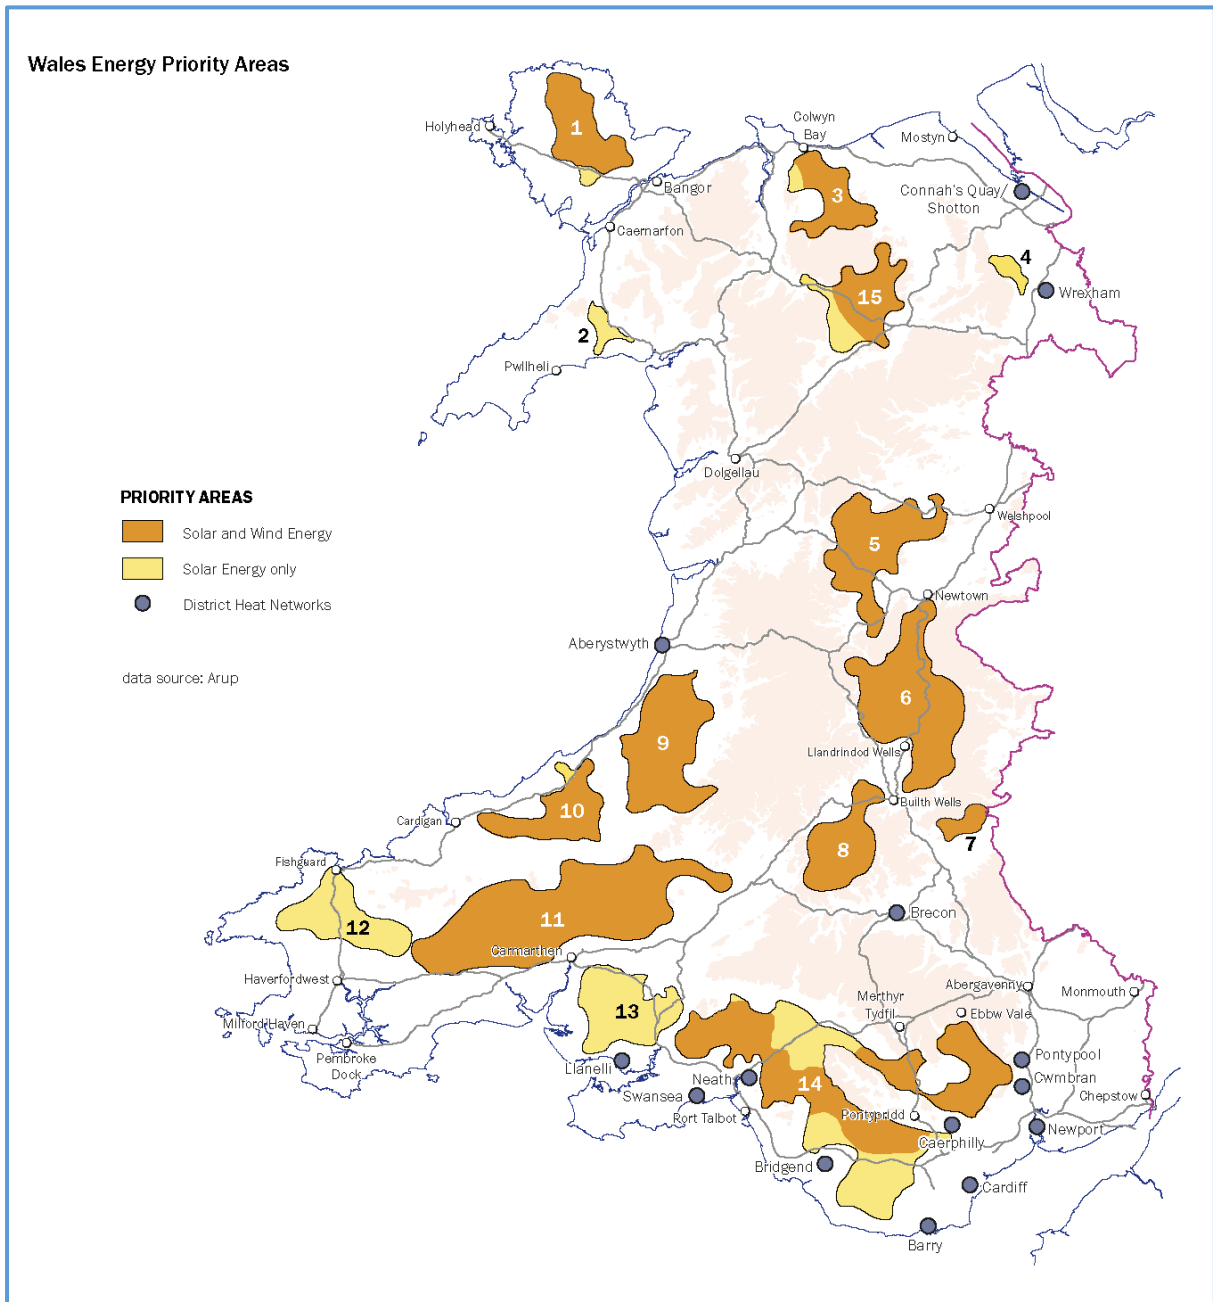 Wales Energy Priority Areas
Colwyn
Bay
Holyhead
1
Mostyn
Connah's Quay/
Shotton
Bangor
3
Caernarfon
4
15
Wrexham
2
Pwllheli
Dolgellau
PRIORITY AREAS
Solar and Wind Energy
Solar Energy only
District Heat Networks
data source: Arup
Welshpool
5
Newtown
Aberystwyth
6
9
Llandrindod Wells
10
Builth Wells
Cardigan
7
8
Fishguard
11
12
Brecon
Carmarthen
Haverfordwest
Abergavenny
Monmouth
Merthyr
Tydfil
13
Ebbw Vale
Milford Haven
Pembroke
Dock
Llanelli
Pontypool
Neath
14
Cwmbran
Swansea
Chepstow
Rort Talbot
Pontypridd
Newport
Caerphilly
Bridgend
Cardiff
Barry